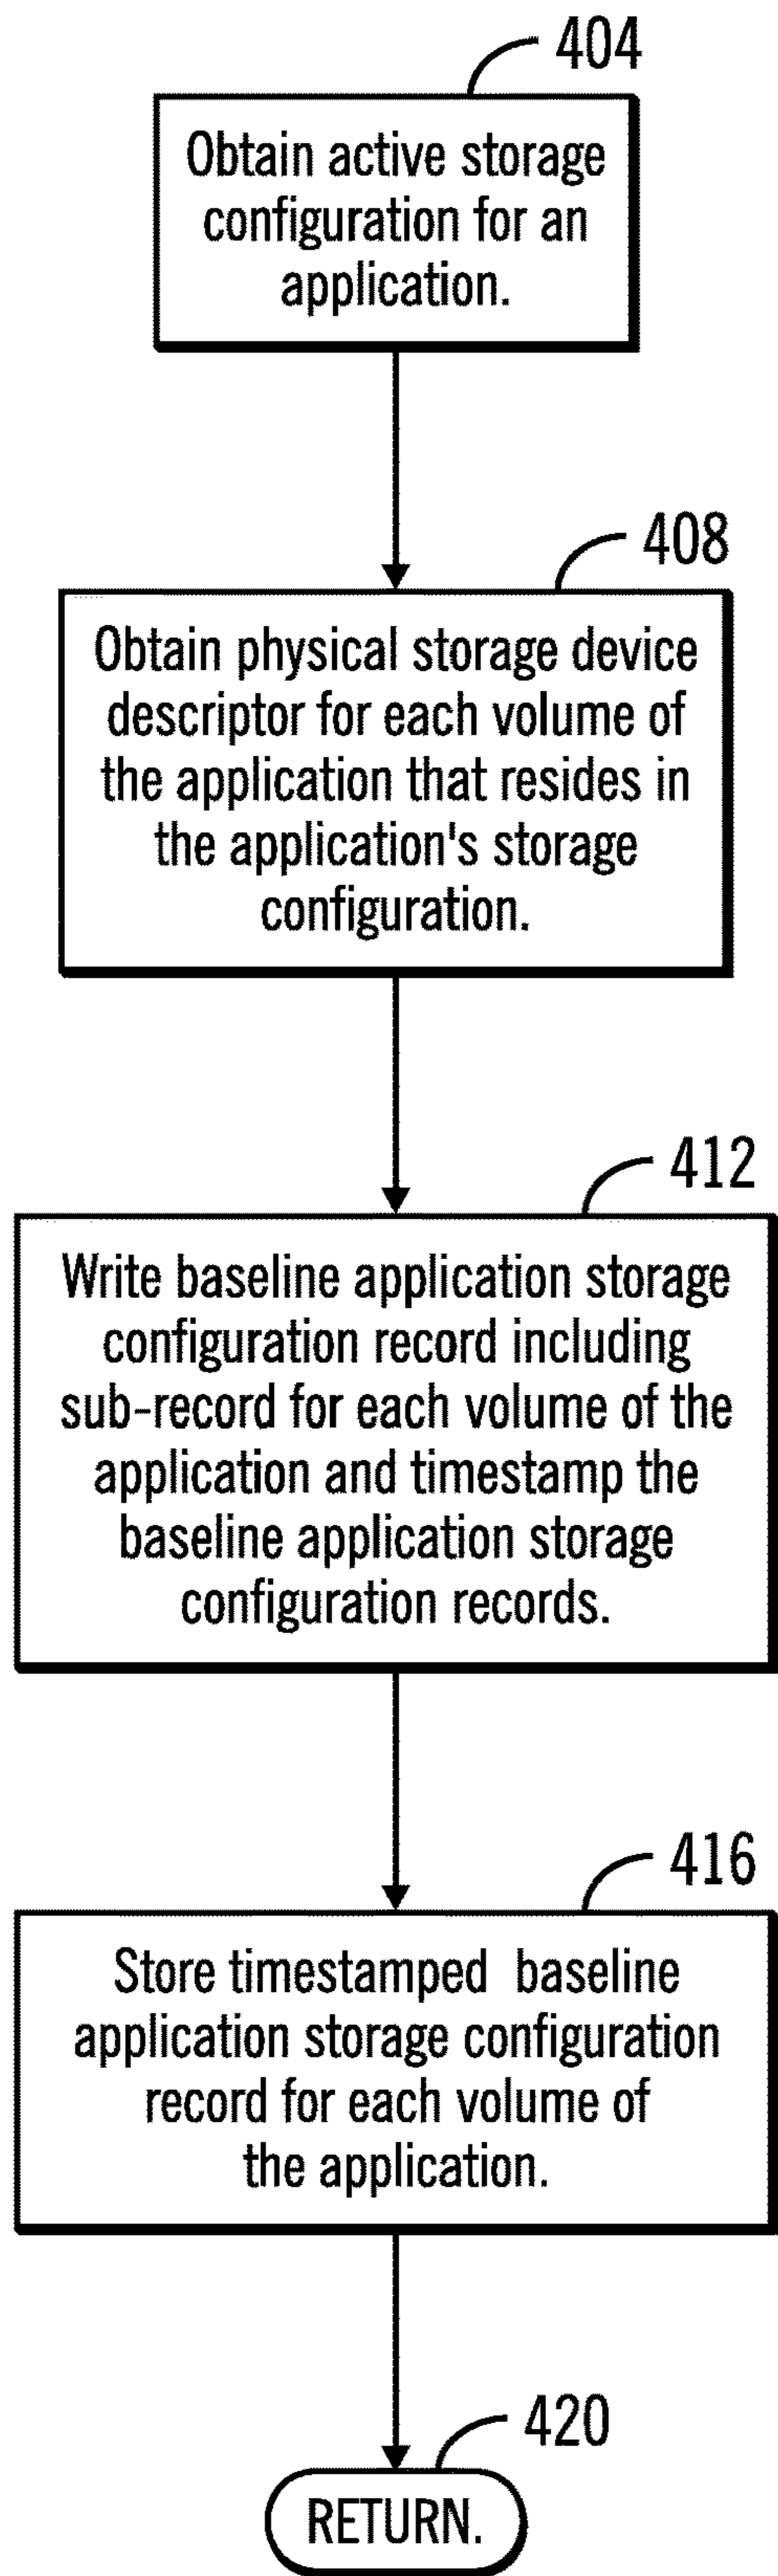 404
Obtain active storage
configuration for an
application.
408
Obtain physical storage device
descriptor for each volume of
the application that resides in
the application's storage
configuration.
412
Write baseline application storage
configuration record including
sub-record for each volume of the
application and timestamp the
baseline application storage
configuration records.
416
Store timestamped baseline
application storage configuration
record for each volume of
the application.
420
RETURN.